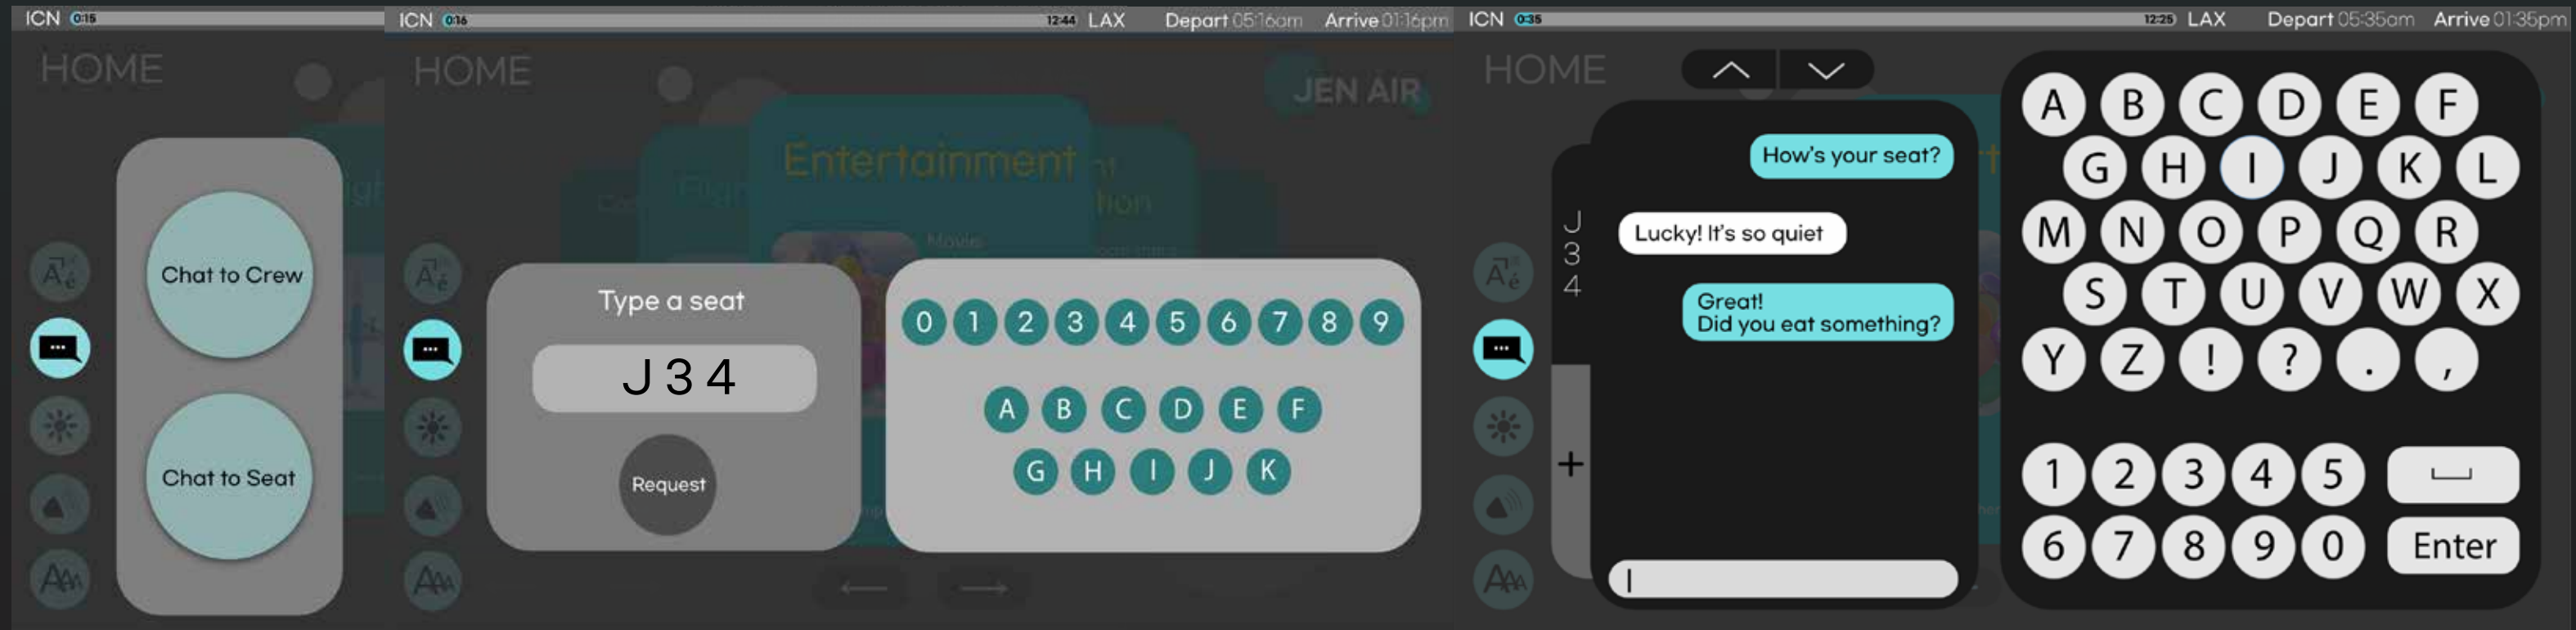 ICN 0:15
HOME
Chat to Crew
Chat to Seat
ICN 0:16 12:44 LAX Depart 05:16am Arrive 01:16pm
HOME
JEN AIR
Entertainment
Movie
Type a seat
J34
Request
0 1 2 3 4 5 6 7 8 9
A B C D E F
G H I J K
ICN 0:35 12:25 LAX Depart 05:35am Arrive 01:35pm
HOME
J
3
4
+
How's your seat?
Lucky! It's so quiet
Great!
Did you eat something?
A B C D E F
G H I J K L
M N O P Q R
S T U V W X
Y Z ! ? . ,
1 2 3 4 5
6 7 8 9 0 Enter